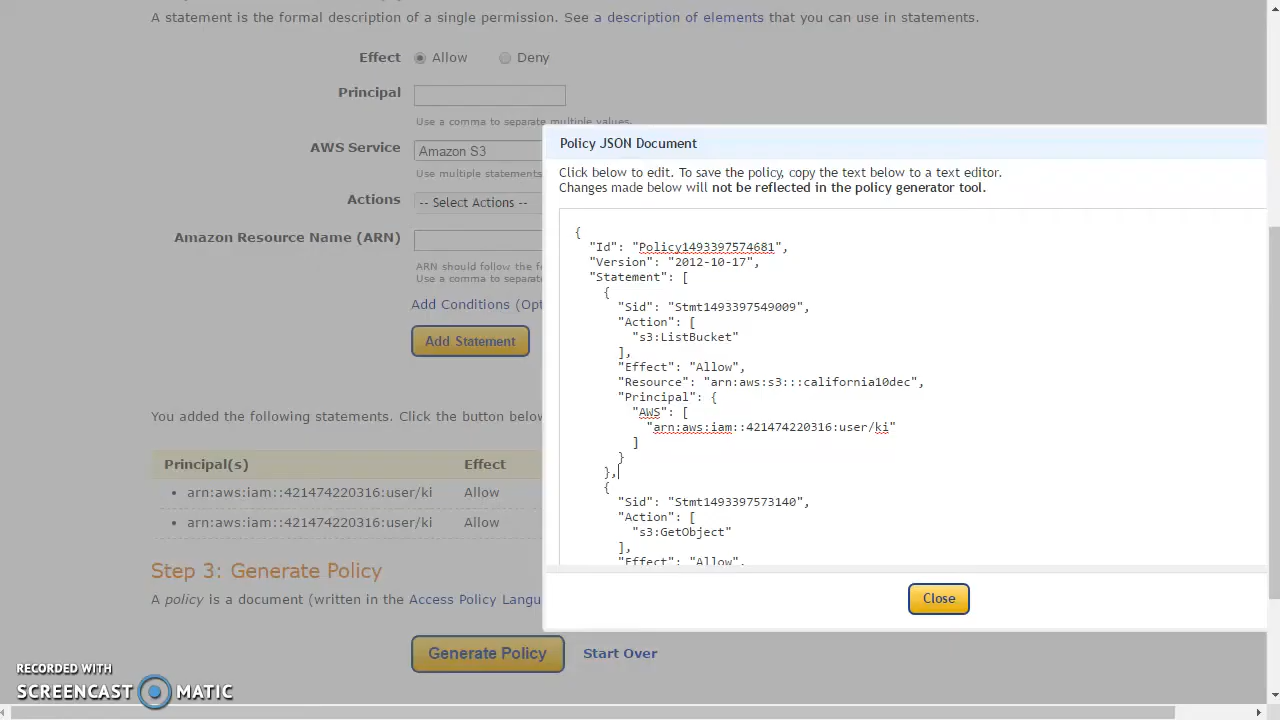 A statement is the formal description of a single permission. See a description of elements that you can use in statements.
Effect Allow Deny
Principal
Use a comma to separate multiple values.
AWS Service Amazon S3
Use multiple statements
Actions -- Select Actions --
Amazon Resource Name (ARN)
ARN should follow the fo
Use a comma to separate
Add Conditions (Opt
Add Statement
You added the following statements. Click the button below
Principal(s) Effect
• arn:aws:iam::421474220316:user/ki Allow
• arn:aws:iam::421474220316:user/ki Allow
Step 3: Generate Policy
A policy is a document (written in the Access Policy Langu
Generate Policy Start Over
Policy JSON Document
Click below to edit. To save the policy, copy the text below to a text editor.
Changes made below will not be reflected in the policy generator tool.
{
"Id": "Policy1493397574681",
"Version": "2012-10-17",
"Statement": [
{
"Sid": "Stmt1493397549009",
"Action": [
"s3:ListBucket"
],
"Effect": "Allow",
"Resource": "arn:aws:s3:::california10dec",
"Principal": {
"AWS": [
"arn:aws:iam::421474220316:user/ki"
]
}
},
{
"Sid": "Stmt1493397573140",
"Action": [
"s3:GetObject"
],
"Effect": "Allow",
Close
RECORDED WITH
SCREENCAST MATIC